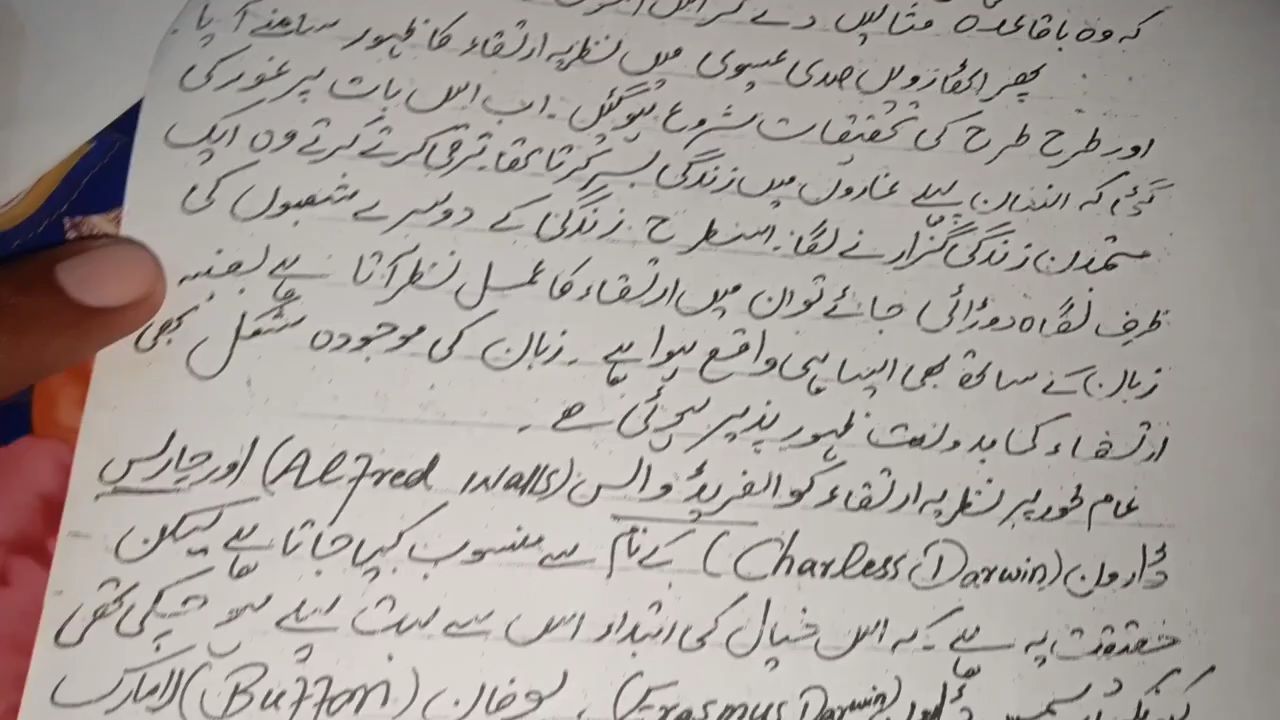 کہ وہ باقاعدہ مثالیں دے کر اس
پھر اٹھارویں صدی عیسوی میں نظریہ ارتقاء کا ظہور سامنے آیا۔
اور طرح طرح کی تحقیقات شروع ہوگئیں۔ اب اس بات پر غور کی
گئی کہ انسان پہلے غاروں میں زندگی بسر کرتا تھا ترقی کرتے کرتے وہ ایک
متمدن زندگی گزارنے لگا۔ اسطرح زندگی کے دوسرے شعبوں کی
طرف نگاہ دوڑائی جائے تو ان میں ارتقاء کا عمل نظر آتا ہے بعینہ
زبان کے ساتھ بھی ایسا ہی واقع ہوا ہے ۔ زبان کی موجودہ شکل بھی
ارتقاء کی بدولت ظہور پذیر ہوئی ہے ۔
عام طور پر نظریہ ارتقاء کو الفریڈ والس (Alfred Walls) اور چارلس
ڈارون (Charless Darwin) کے نام سے منسوب کیا جاتا ہے لیکن
حقیقت یہ ہے کہ اس خیال کی ابتداء اس سے بہت پہلے ہو چکی تھی
ڈارون (Erasmus Darwin) ، بوفان (Buffon) لامارک